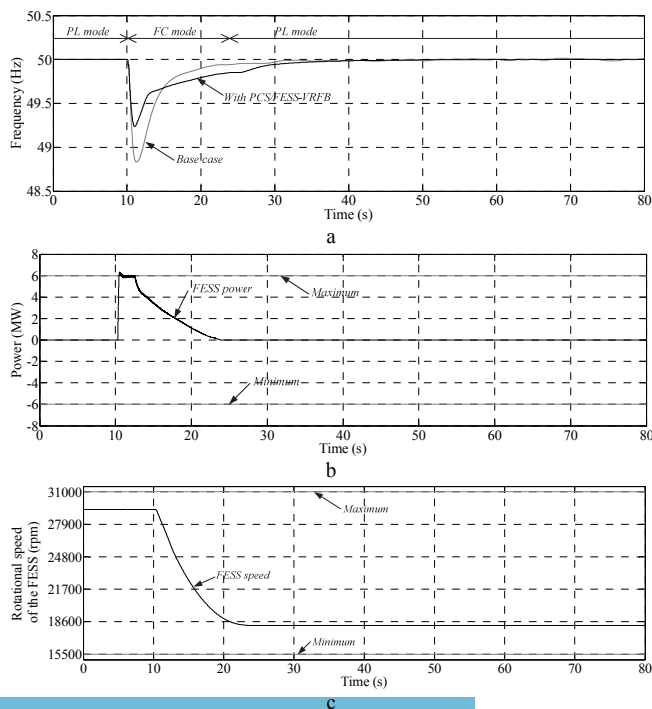 50.5
PL mode FC mode PL mode
50
49.5
49
48.5
With PCS/FESS-VRFB
Base case
Frequency (Hz)
0 10 20 30 40 50 60 70 80
Time (s)
a
8
6
4
2
0
-2
-4
-6
-8
FESS power
Maximum
Minimum
Power (MW)
0 10 20 30 40 50 60 70 80
Time (s)
b
31000
27900
24800
21700
18600
15500
Maximum
FESS speed
Minimum
Rotational speed
of the FESS (rpm)
0 10 20 30 40 50 60 70 80
Time (s)
c